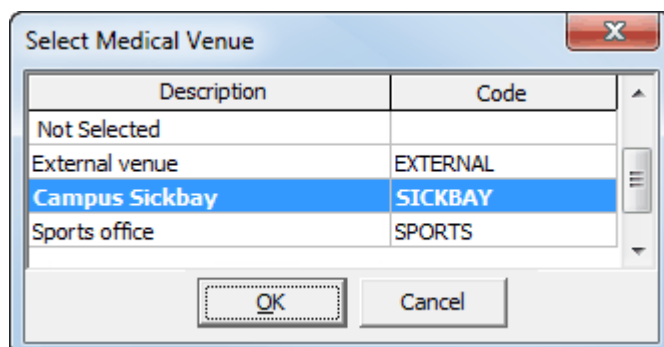 Select Medical Venue
Description Code
Not Selected
External venue EXTERNAL
Campus Sickbay SICKBAY
Sports office SPORTS
OK Cancel